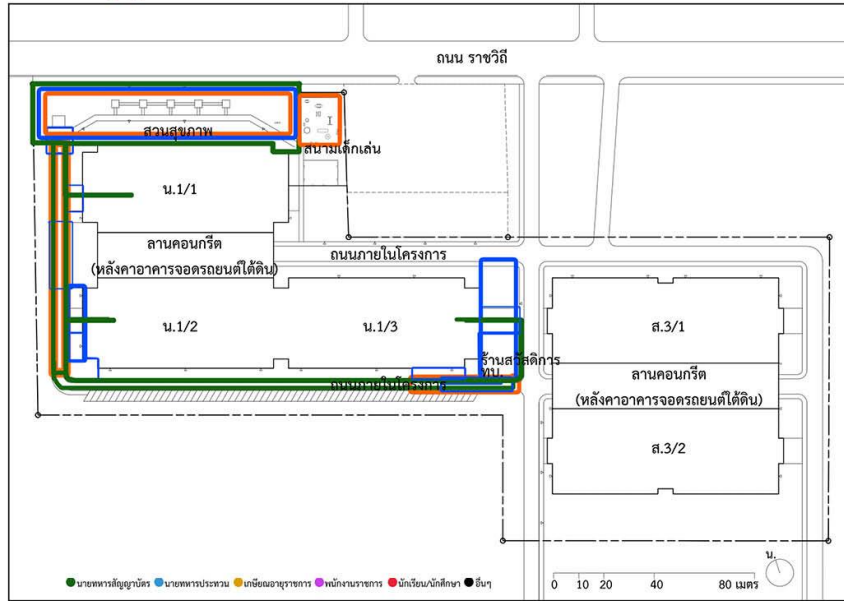 ถนน ราชวิถี
สวนสุขภาพ
สนามเด็กเล่น
น.1/1
ลานคอนกรีต
(หลังคาอาคารจอดรถยนต์ใต้ดิน)
ถนนภายในโครงการ
น.1/2
น.1/3
ส.3/1
ร้านสวัสดิการ
ทบ.
ถนนภายในโครงการ
ลานคอนกรีต
(หลังคาอาคารจอดรถยนต์ใต้ดิน)
ส.3/2
น.
นายทหารสัญญาบัตร นายทหารประทวน เกษียณอายุราชการ พนักงานราชการ นักเรียน/นักศึกษา อื่นๆ
0 10 20 40 80 เมตร